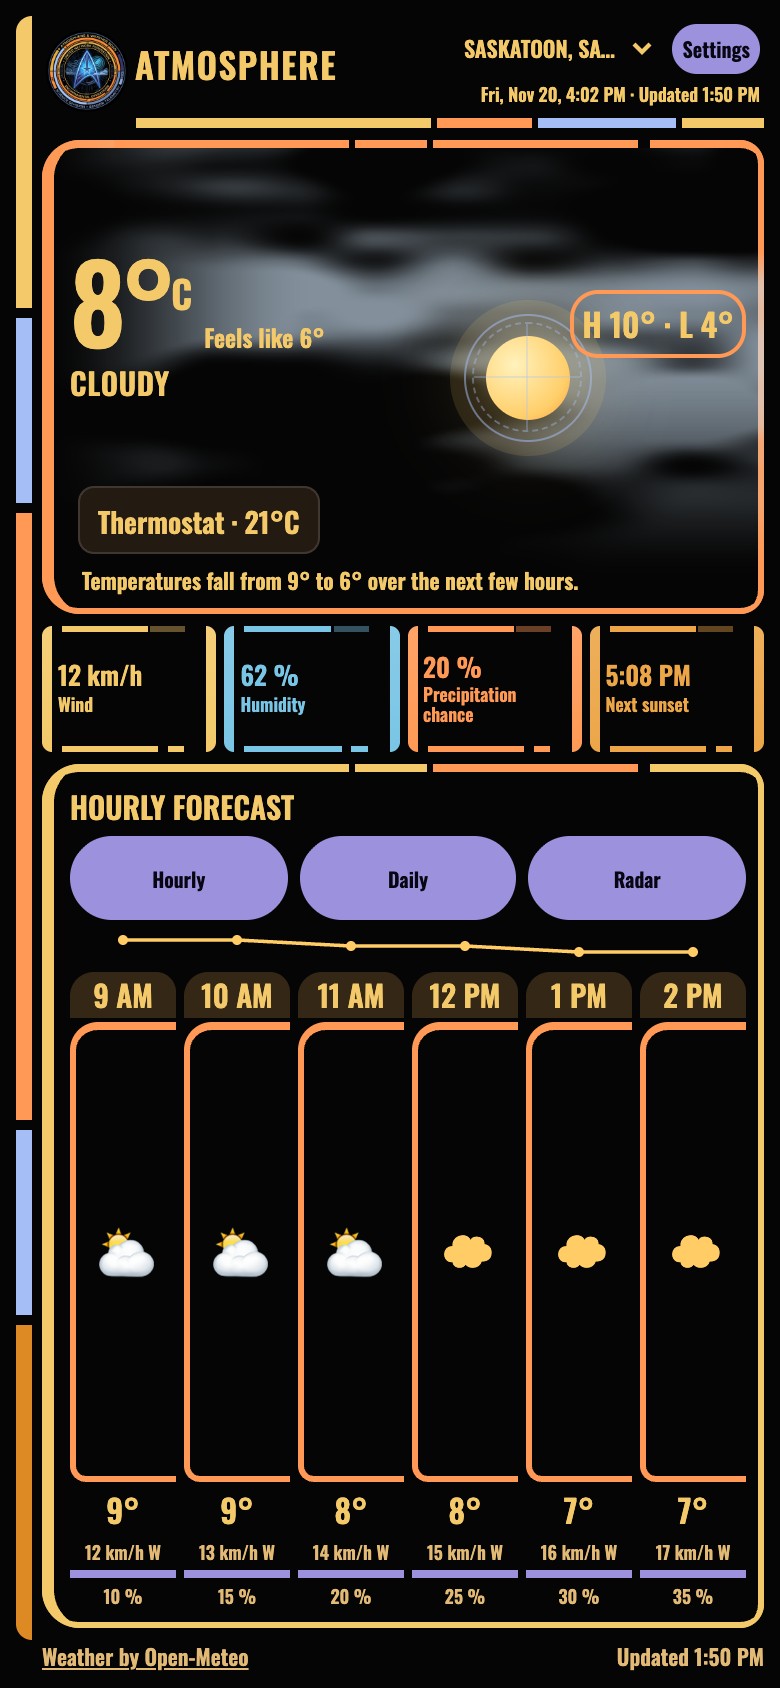 ATMOSPHERE
SASKATOON, SA...
Settings
Fri, Nov 20, 4:02 PM · Updated 1:50 PM
8°C
Feels like 6°
H 10° · L 4°
CLOUDY
Thermostat · 21°C
Temperatures fall from 9° to 6° over the next few hours.
12 km/h
Wind
62 %
Humidity
20 %
Precipitation
chance
5:08 PM
Next sunset
HOURLY FORECAST
Hourly Daily Radar
9 AM 10 AM 11 AM 12 PM 1 PM 2 PM
9° 9° 8° 8° 7° 7°
12 km/h W 13 km/h W 14 km/h W 15 km/h W 16 km/h W 17 km/h W
10 % 15 % 20 % 25 % 30 % 35 %
Weather by Open-Meteo
Updated 1:50 PM